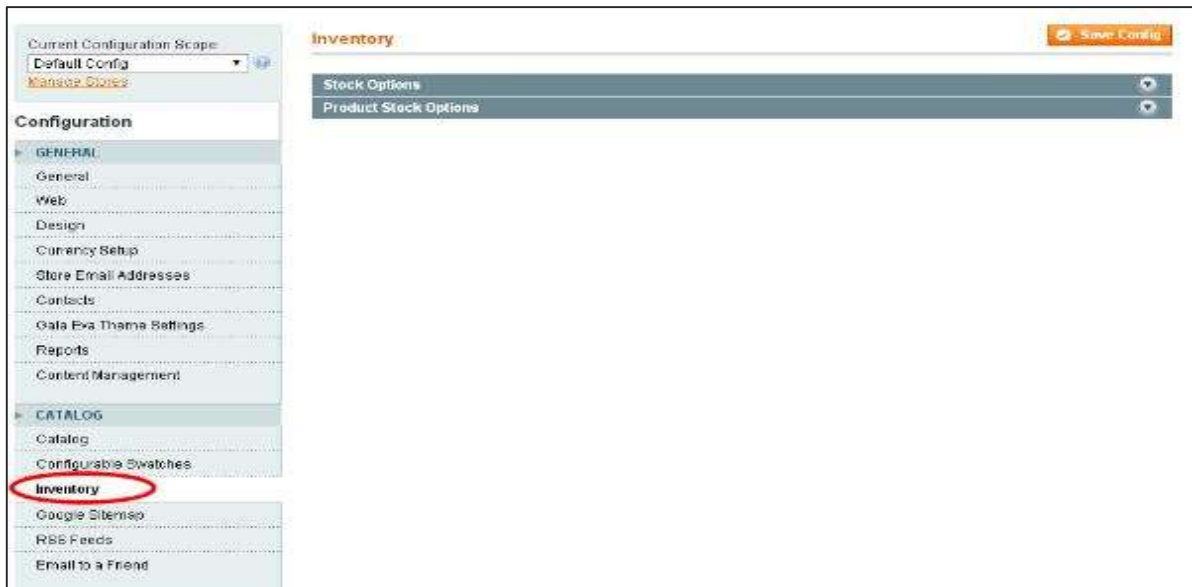 Current Configuration Scope:
Default Config
Manage Stores
Configuration
GENERAL
General
Web
Design
Currency Setup
Store Email Addresses
Contacts
Gala Eva Theme Settings
Reports
Content Management
CATALOG
Catalog
Configurable Swatches
Inventory
Google Sitemap
RSS Feeds
Email to a Friend
Inventory
Save Config
Stock Options
Product Stock Options